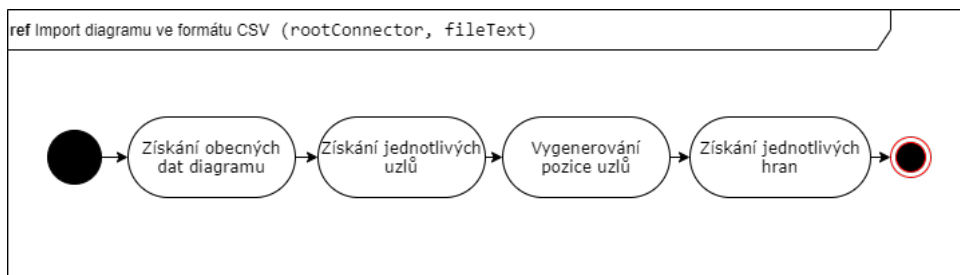 ref Import diagramu ve formátu CSV (rootConnector, fileText)
Získání obecných
dat diagramu
Získání jednotlivých
uzlů
Vygenerování
pozice uzlů
Získání jednotlivých
hran